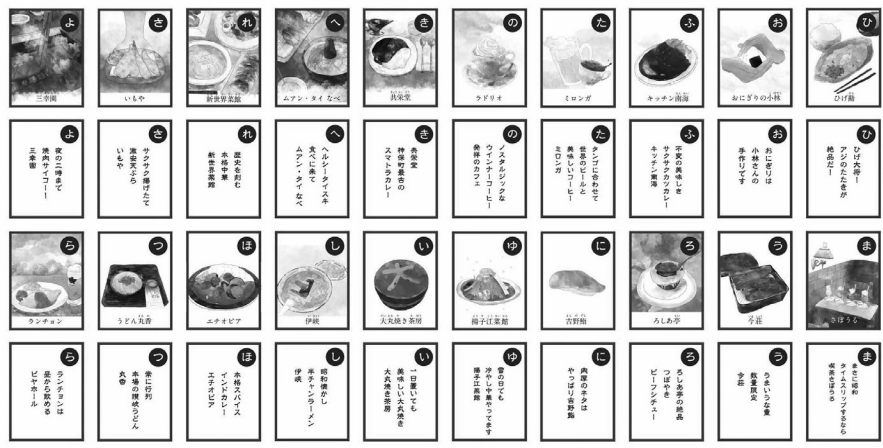 よ
三幸園
さ
いもや
れ
新世界菜館
へ
ムアン・タイ なべ
き
共栄堂
の
ラドリオ
た
ミロンガ
ふ
キッチン南海
お
おにぎりの小林
ひ
ひげ勘
よ
夜の二時まで
焼肉サイコー！
三幸園
さ
サクサク揚げたて
激安天ぷら
いもや
れ
歴史を刻む
本格中華
新世界菜館
へ
ヘルシータイスキ
食べに来て
ムアン・タイ なべ
き
共栄堂
神保町最古の
スマトラカレー
の
ノスタルジックな
ウインナーコーヒー
発祥のカフェ
た
タンゴに合わせて
世界のビールと
美味しいコーヒー
ミロンガ
ふ
不変の美味しさ
サクサクカツカレー
キッチン南海
お
おにぎりは
小林さんの
手作りです
ひ
ひげ大将！
アジのたたきが
絶品だ！
ら
ランチョン
つ
うどん丸香
ほ
エチオピア
し
伊峡
い
大丸焼き茶房
ゆ
揚子江菜館
に
吉野鮨
ろ
ろしあ亭
う
今荘
ま
さぼうる
ら
ランチョンは
昼から飲める
ビヤホール
つ
常に行列
本場の讃岐うどん
丸香
ほ
本格スパイス
インドカレー
エチオピア
し
昭和懐かし
半チャンラーメン
伊峡
い
一日置いても
美味しい大丸焼き
大丸焼き茶房
ゆ
雪の日でも
冷やし中華やってます
揚子江菜館
に
肉厚のネタは
やっぱり吉野鮨
ろ
ろしあ亭の絶品
つぼやき
ビーフシチュー
う
うまいうな重
数量限定
今荘
ま
まさに昭和
タイムスリップするなら
喫茶さぼうる